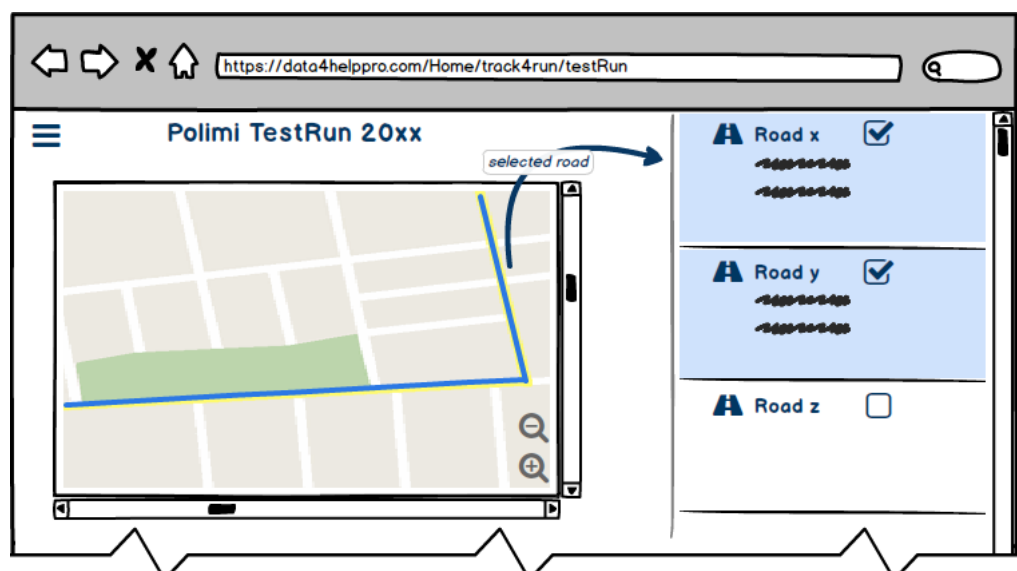 https://data4helppro.com/Home/track4run/testRun
Polimi TestRun 20xx
selected road
Road x
Road y
Road z